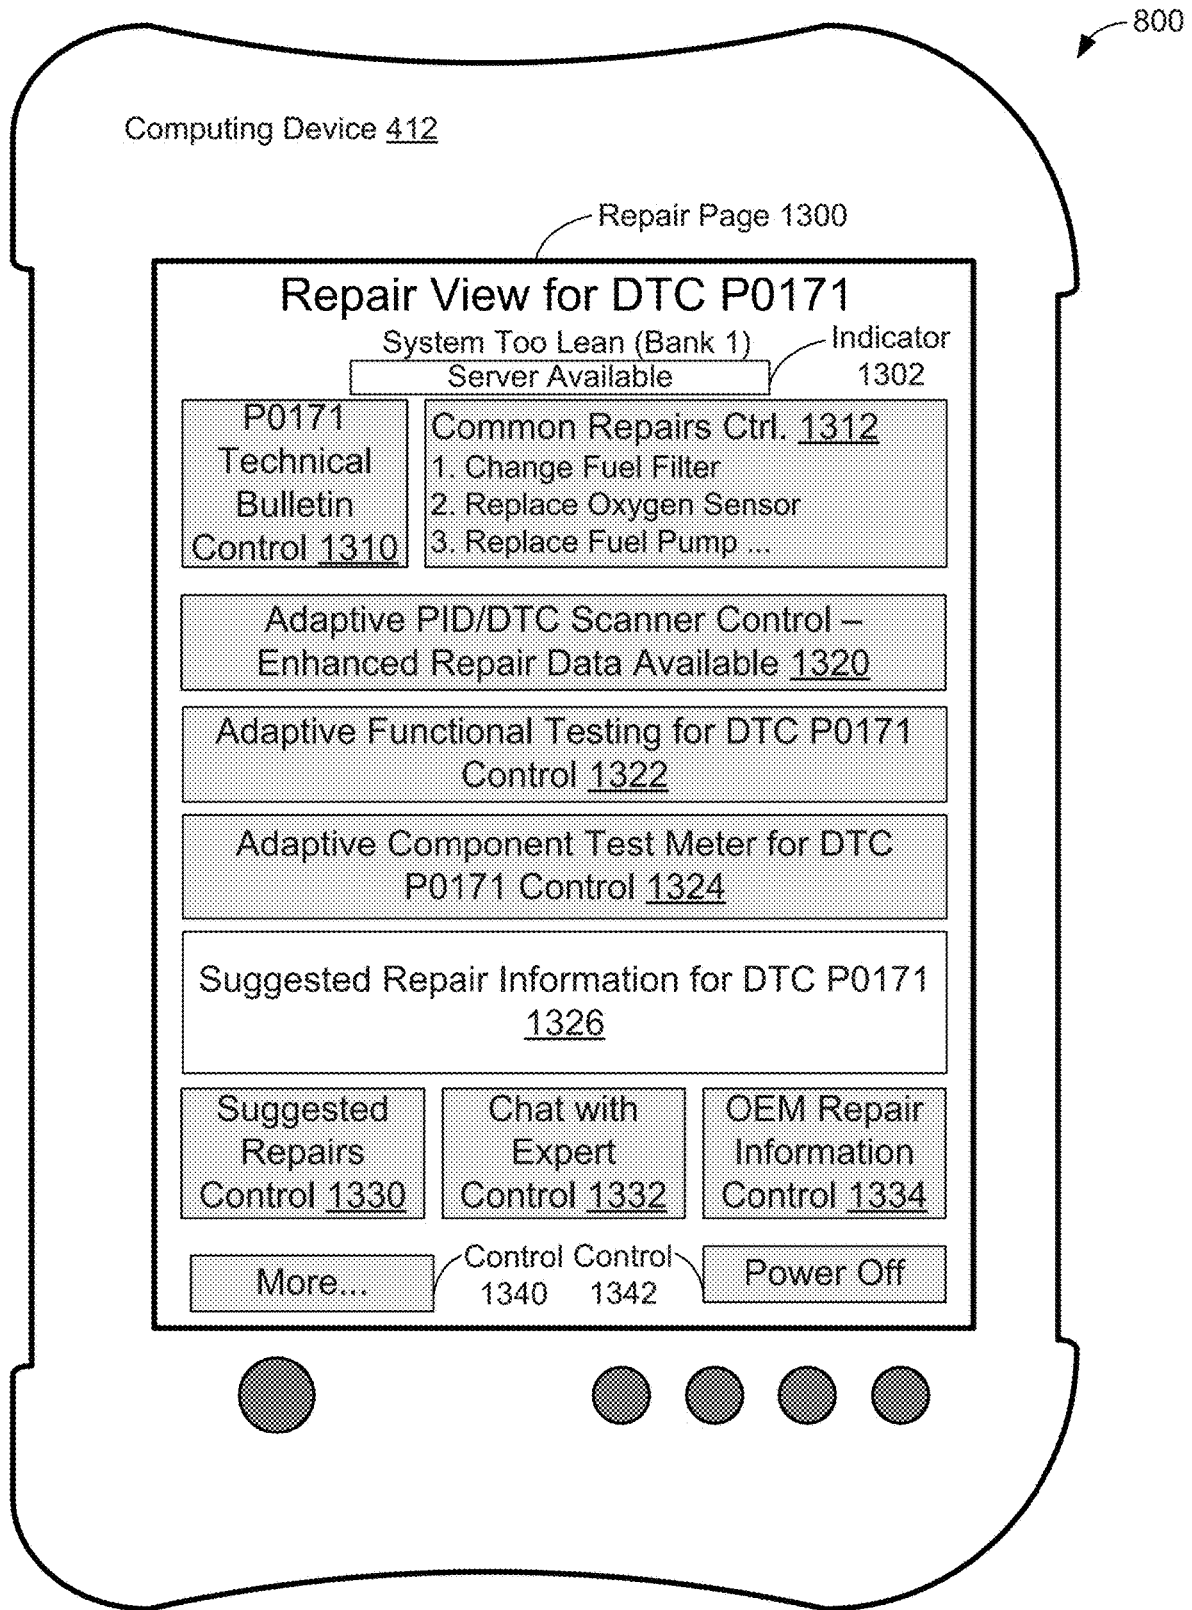 800
Computing Device 412
Repair Page 1300
Repair View for DTC P0171
System Too Lean (Bank 1)
Indicator
1302
Server Available
P0171
Technical
Bulletin
Control 1310
Common Repairs Ctrl. 1312
1. Change Fuel Filter
2. Replace Oxygen Sensor
3. Replace Fuel Pump ...
Adaptive PID/DTC Scanner Control –
Enhanced Repair Data Available 1320
Adaptive Functional Testing for DTC P0171
Control 1322
Adaptive Component Test Meter for DTC
P0171 Control 1324
Suggested Repair Information for DTC P0171
1326
Suggested
Repairs
Control 1330
Chat with
Expert
Control 1332
OEM Repair
Information
Control 1334
More...
Control
1340
Control
1342
Power Off